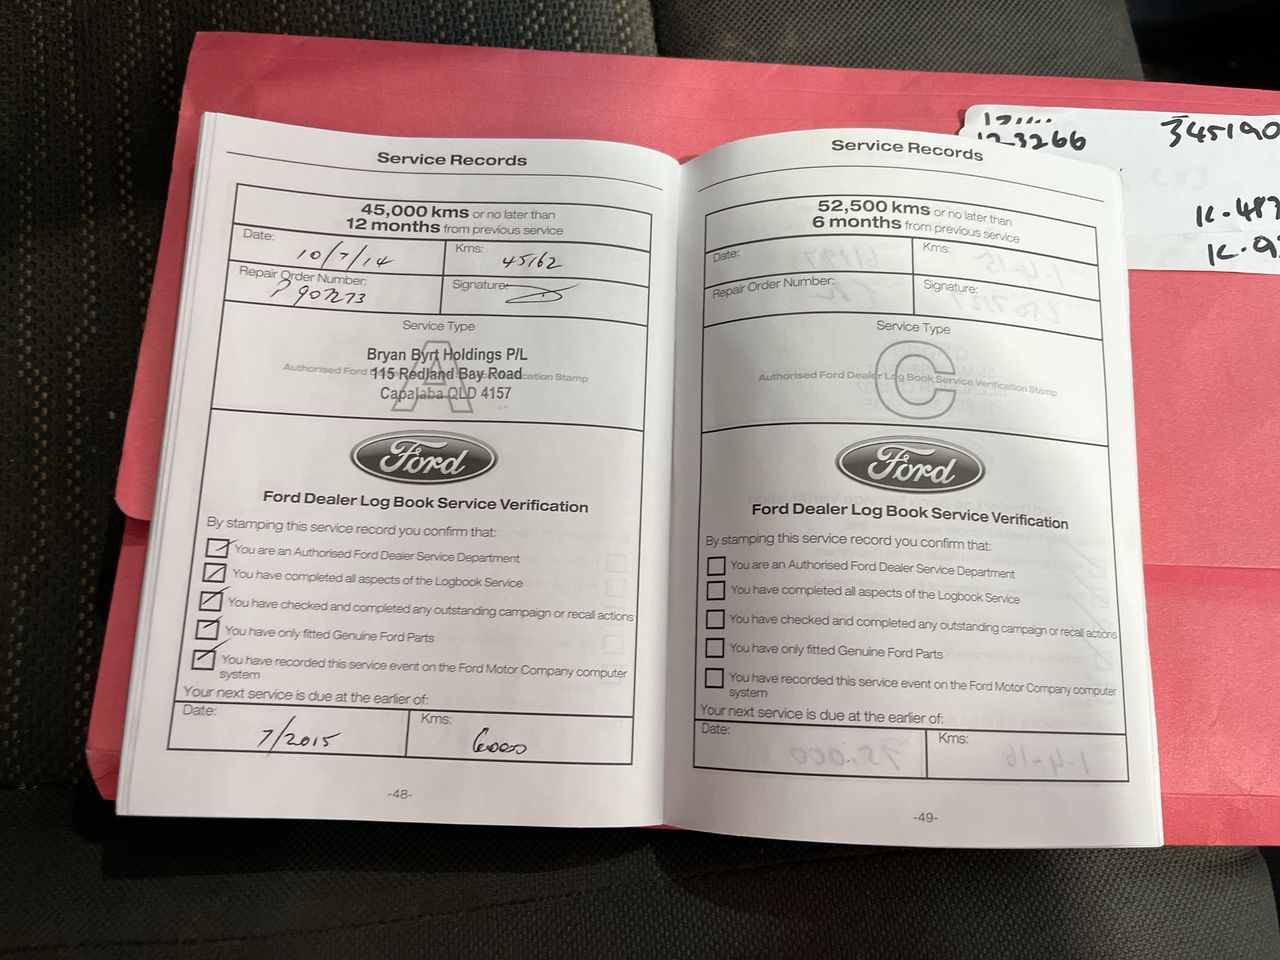 Service Records
45,000 kms or no later than
12 months from previous service
Date:
10/7/14
Kms:
45162
Repair Order Number:
Signature:
Service Type
A
Bryan Byrt Holdings P/L
115 Redland Bay Road
Capalaba QLD 4157
Ford
Ford Dealer Log Book Service Verification
By stamping this service record you confirm that:
You are an Authorised Ford Dealer Service Department
You have completed all aspects of the Logbook Service
You have checked and completed any outstanding campaign or recall actions
You have only fitted Genuine Ford Parts
You have recorded this service event on the Ford Motor Company computer
system
Your next service is due at the earlier of:
Date:
7/2015
Kms:
60000
-48-
Service Records
52,500 kms or no later than
6 months from previous service
Date:
Kms:
Repair Order Number:
Signature:
Service Type
C
Authorised Ford Dealer Log Book Service Verification Stamp
Ford
Ford Dealer Log Book Service Verification
By stamping this service record you confirm that:
You are an Authorised Ford Dealer Service Department
You have completed all aspects of the Logbook Service
You have checked and completed any outstanding campaign or recall actions
You have only fitted Genuine Ford Parts
You have recorded this service event on the Ford Motor Company computer
system
Your next service is due at the earlier of:
Date:
Kms:
-49-
12-3266
345190